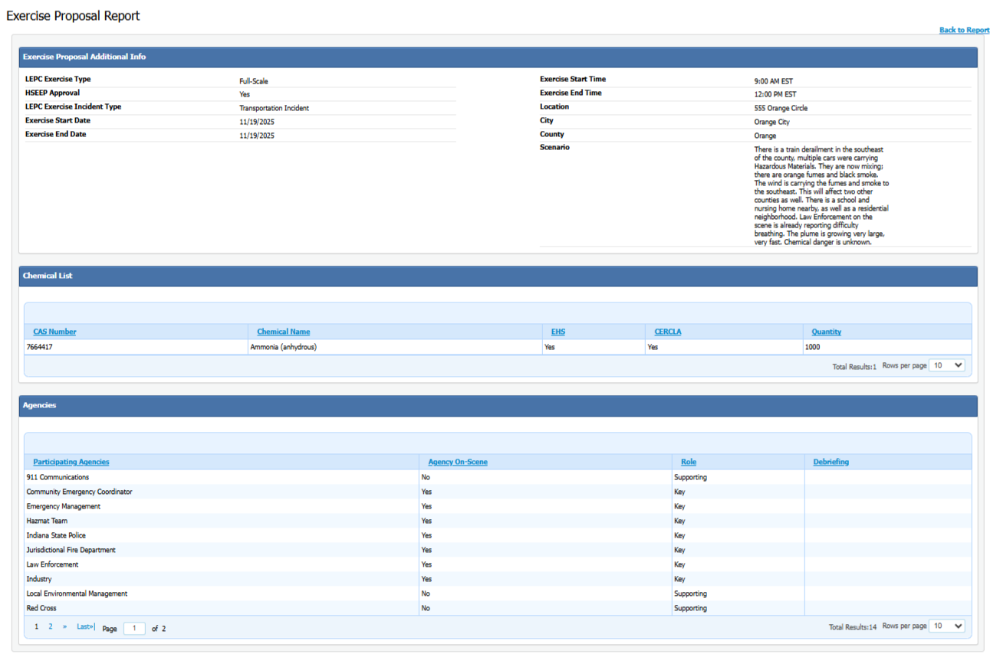 Exercise Proposal Report
Back to Report
Exercise Proposal Additional Info
LEPC Exercise Type Full-Scale
HSEEP Approval Yes
LEPC Exercise Incident Type Transportation Incident
Exercise Start Date 11/19/2025
Exercise End Date 11/19/2025
Exercise Start Time 9:00 AM EST
Exercise End Time 12:00 PM EST
Location 555 Orange Circle
City Orange City
County Orange
Scenario There is a train derailment in the southeast
of the county, multiple cars were carrying
Hazardous Materials. They are now mixing;
there are orange fumes and black smoke.
The wind is carrying the fumes and smoke to
the southeast. This will affect two other
counties as well. There is a school and
nursing home nearby, as well as a residential
neighborhood. Law Enforcement on the
scene is already reporting difficulty
breathing. The plume is growing very large,
very fast. Chemical danger is unknown.
Chemical List
CAS Number Chemical Name EHS CERCLA Quantity
7664417 Ammonia (anhydrous) Yes Yes 1000
Total Results:1 Rows per page 10
Agencies
Participating Agencies Agency On-Scene Role Debriefing
911 Communications No Supporting
Community Emergency Coordinator Yes Key
Emergency Management Yes Key
Hazmat Team Yes Key
Indiana State Police Yes Key
Jurisdictional Fire Department Yes Key
Law Enforcement Yes Key
Industry Yes Key
Local Environmental Management No Supporting
Red Cross No Supporting
1 2 » Last»| Page 1 of 2 Total Results:14 Rows per page 10